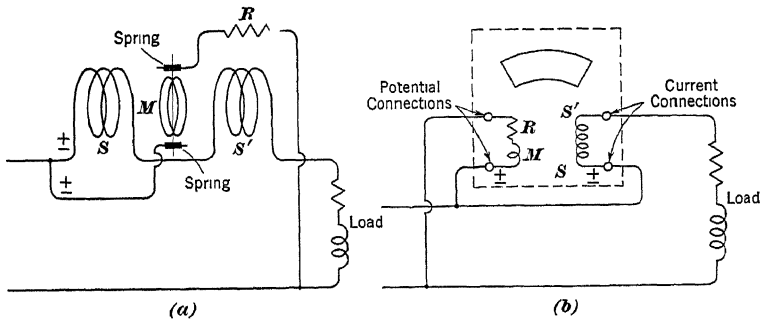 R
Spring
M
S
S'
±
±
Spring
Load
(a)
Potential
Connections
Current
Connections
S'
R
M
S
±
±
Load
(b)